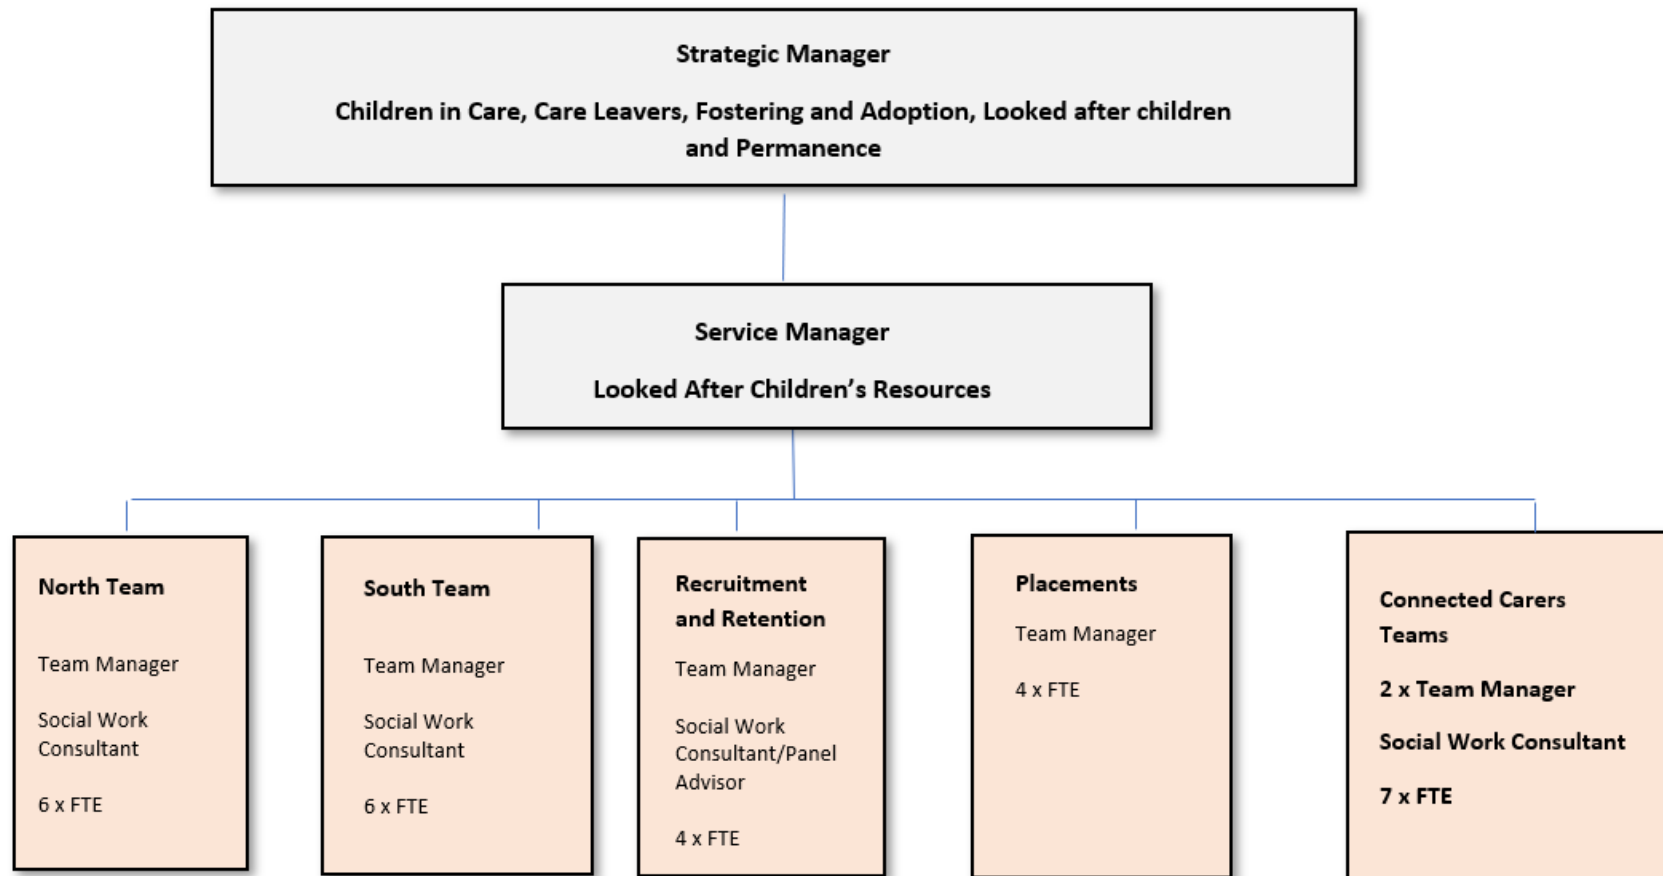 Strategic Manager
Children in Care, Care Leavers, Fostering and Adoption, Looked after children
and Permanence
Service Manager
Looked After Children’s Resources
North Team
Team Manager
Social Work
Consultant
6 x FTE
South Team
Team Manager
Social Work
Consultant
6 x FTE
Recruitment
and Retention
Team Manager
Social Work
Consultant/Panel
Advisor
4 x FTE
Placements
Team Manager
4 x FTE
Connected Carers
Teams
2 x Team Manager
Social Work Consultant
7 x FTE